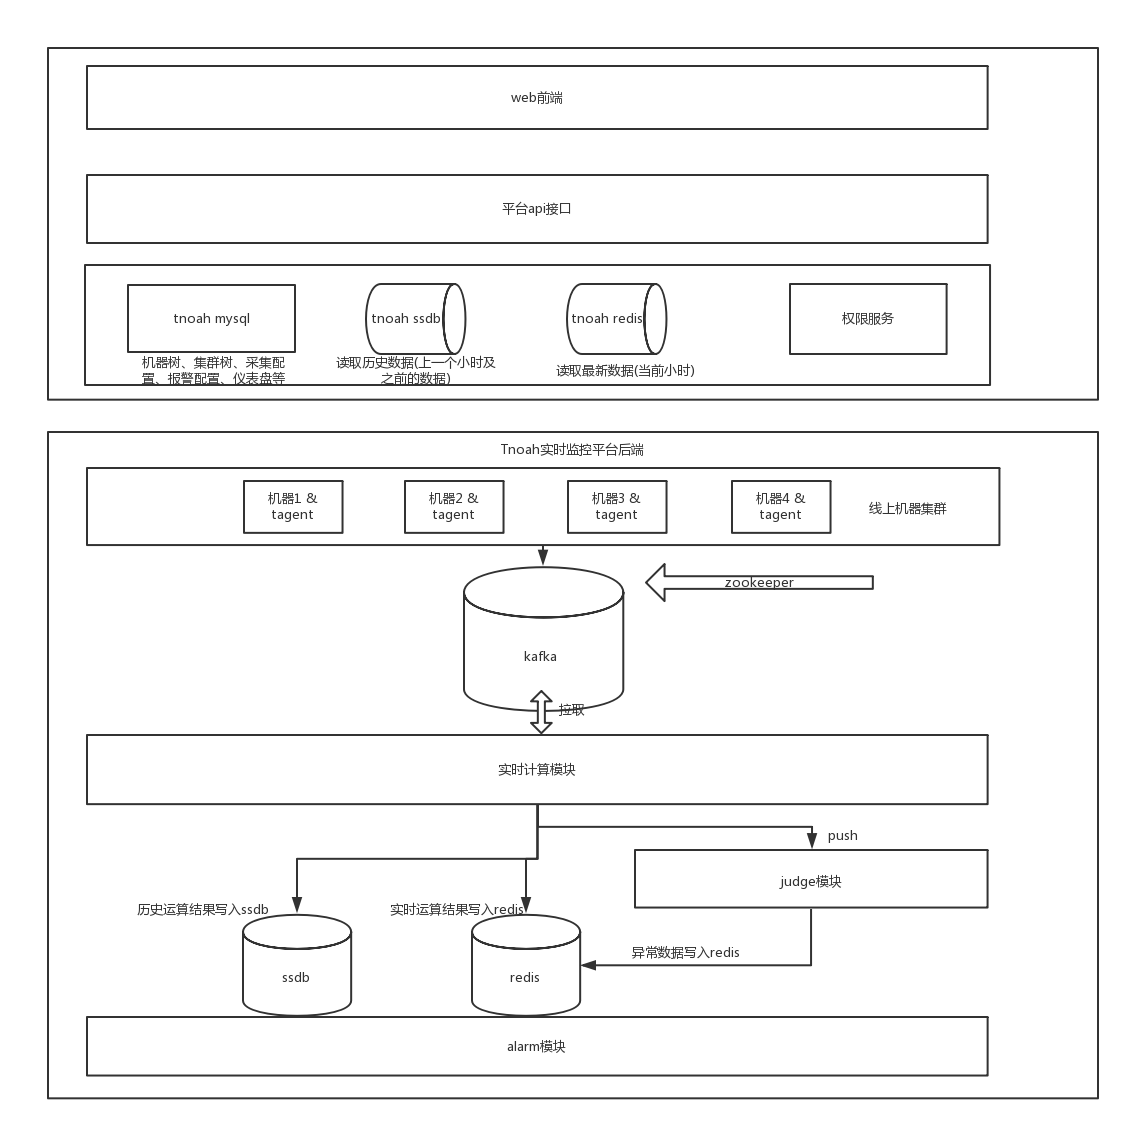 web前端
平台api接口
tnoah mysql
机器树、集群树、采集配
置、报警配置、仪表盘等
tnoah ssdb
读取历史数据(上一个小时及
之前的数据)
tnoah redis
读取最新数据(当前小时)
权限服务
Tnoah实时监控平台后端
机器1 &
tagent
机器2 &
tagent
机器3 &
tagent
机器4 &
tagent
线上机器集群
zookeeper
kafka
拉取
实时计算模块
push
judge模块
历史运算结果写入ssdb
实时运算结果写入redis
异常数据写入redis
ssdb
redis
alarm模块